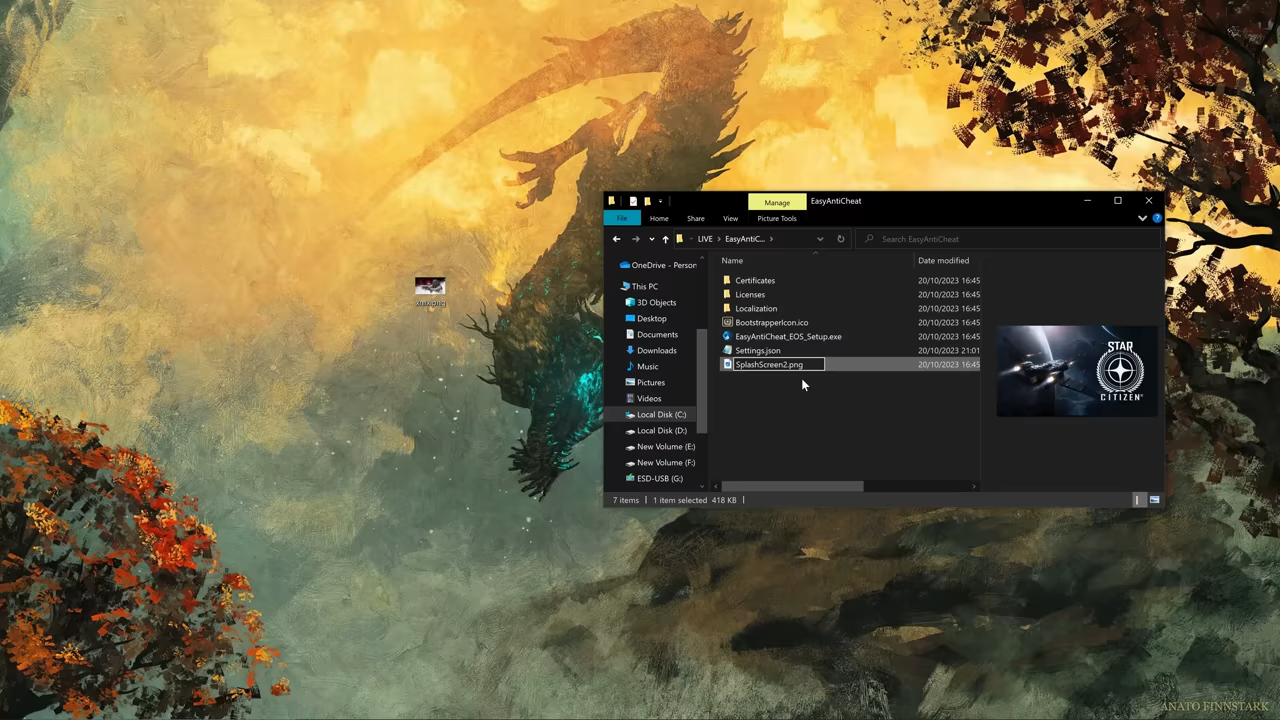 Manage
EasyAntiCheat
File
Home
Share
View
Picture Tools
LIVE
EasyAntiC...
Search EasyAntiCheat
OneDrive - Person
This PC
3D Objects
Desktop
Documents
Downloads
Music
Pictures
Videos
Local Disk (C:)
Local Disk (D:)
New Volume (E:)
New Volume (F:)
ESD-USB (G:)
Name
Date modified
Certificates
20/10/2023 16:45
Licenses
20/10/2023 16:45
Localization
20/10/2023 16:45
BootstrapperIcon.ico
20/10/2023 16:45
EasyAntiCheat_EOS_Setup.exe
20/10/2023 16:45
Settings.json
20/10/2023 21:01
SplashScreen2.png
20/10/2023 16:45
STAR
CITIZEN
7 items
1 item selected 418 KB
ANATO FINNSTARK